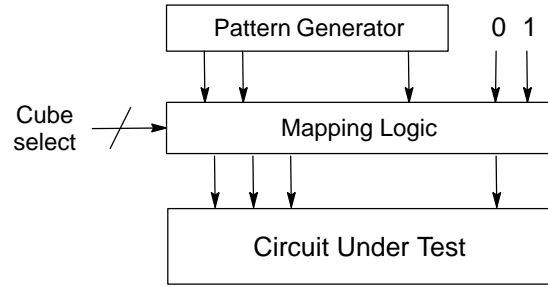 Pattern Generator
0 1
Cube
select
Mapping Logic
Circuit Under Test